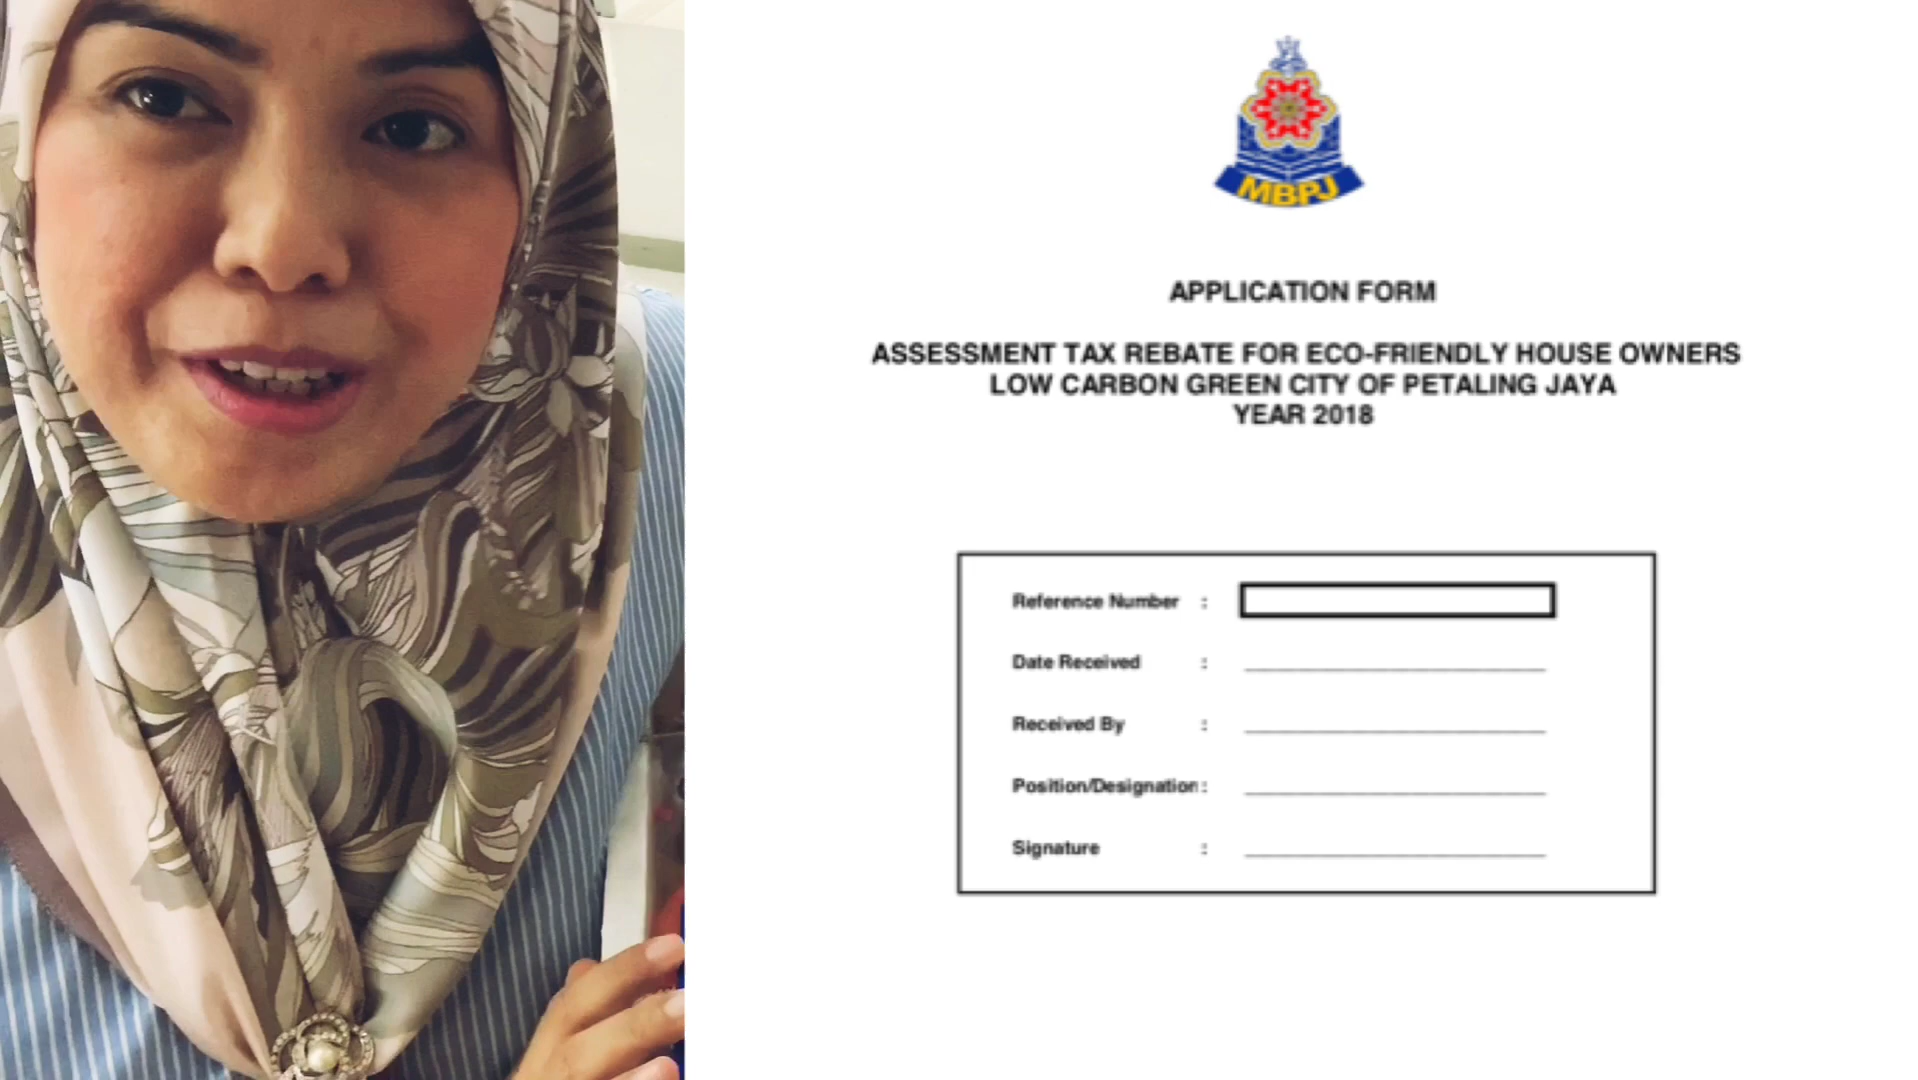 MBPJ
APPLICATION FORM
ASSESSMENT TAX REBATE FOR ECO-FRIENDLY HOUSE OWNERS
LOW CARBON GREEN CITY OF PETALING JAYA
YEAR 2018
Reference Number :
Date Received :
Received By :
Position/Designation :
Signature :